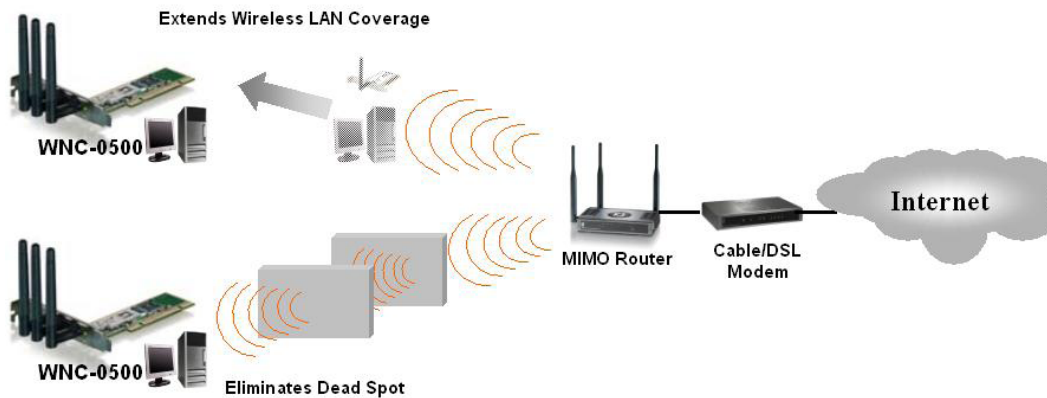 Extends Wireless LAN Coverage
WNC-0500
MIMO Router
Cable/DSL
Modem
Internet
WNC-0500
Eliminates Dead Spot